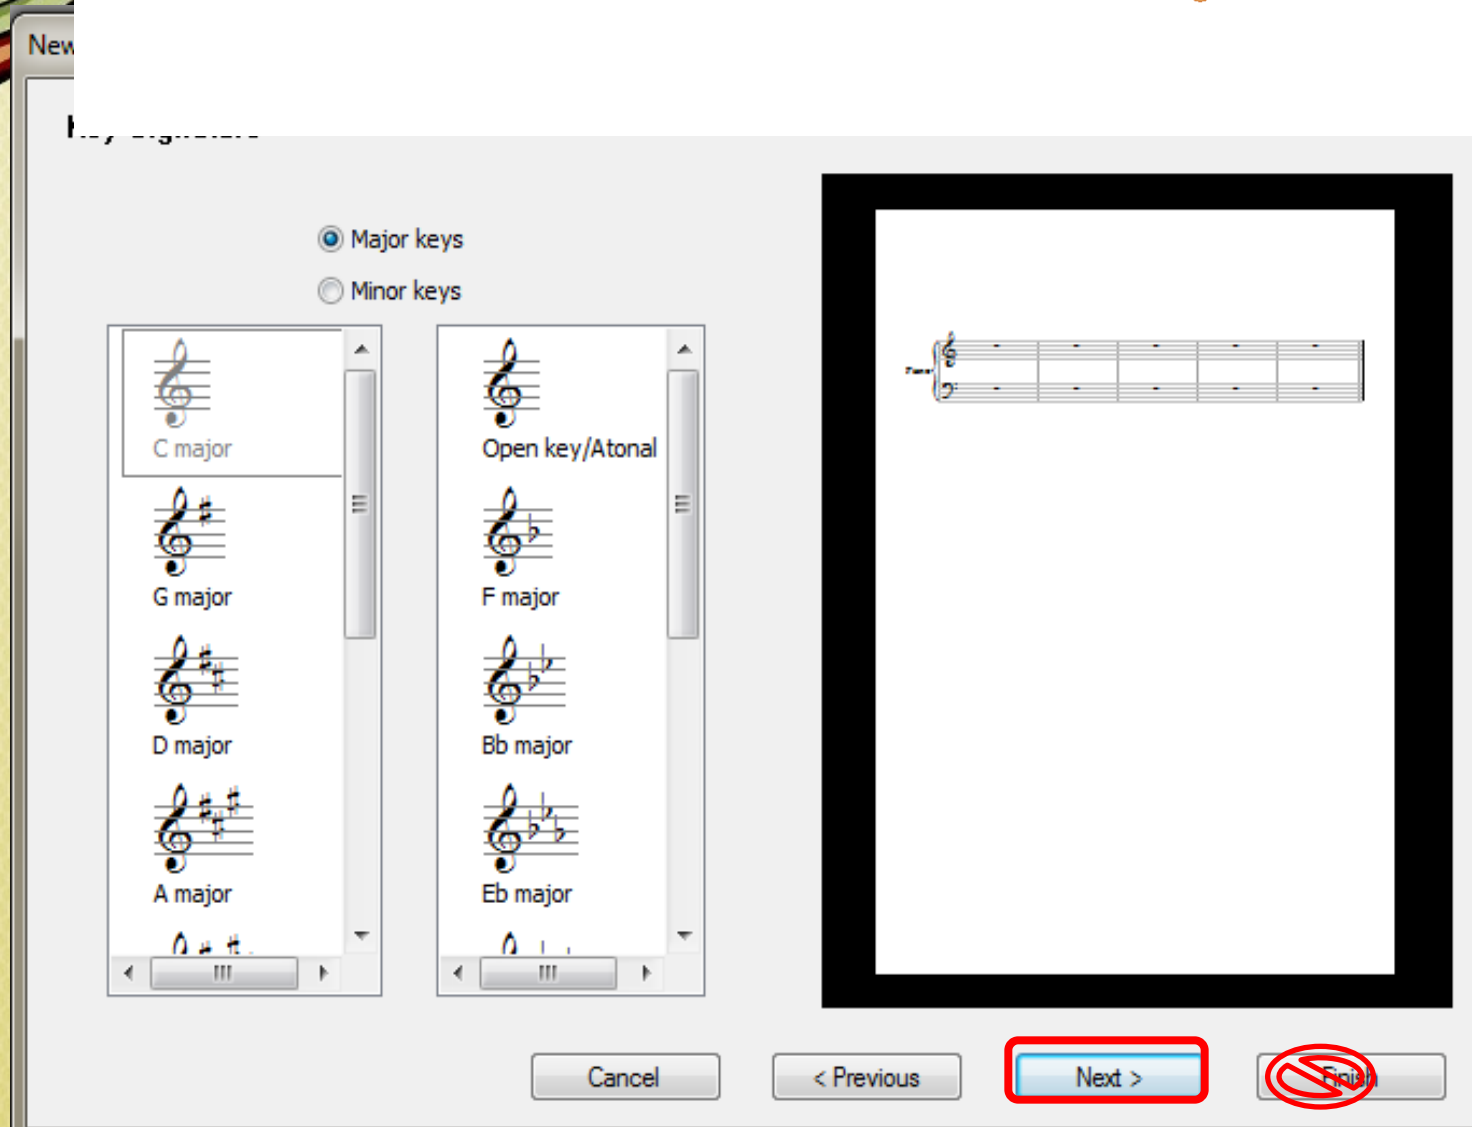 New
Major keys
Minor keys
C major
Open key/Atonal
G major
F major
D major
Bb major
A major
Eb major
Cancel
< Previous
Next >
Finish